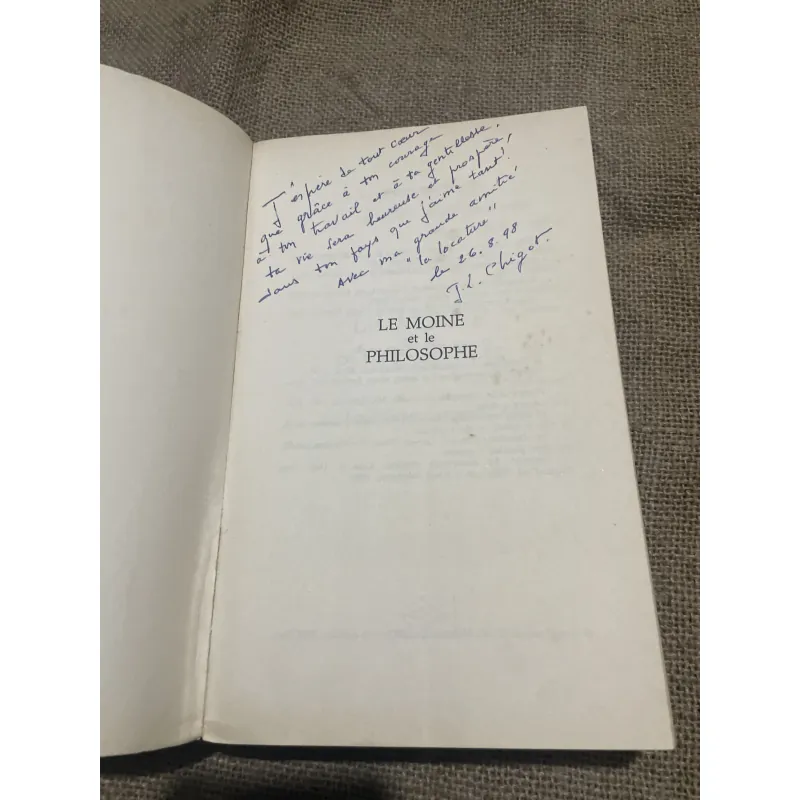 J'espère de tout cœur
que grâce à ton courage
à ton travail et à ta gentillesse,
ta vie sera heureuse et prospère,
dans ton pays que j'aime tant!
Avec ma grande amitié
"la locature"
le 26.8.98
J.L. Chigot.
LE MOINE
et le
PHILOSOPHE